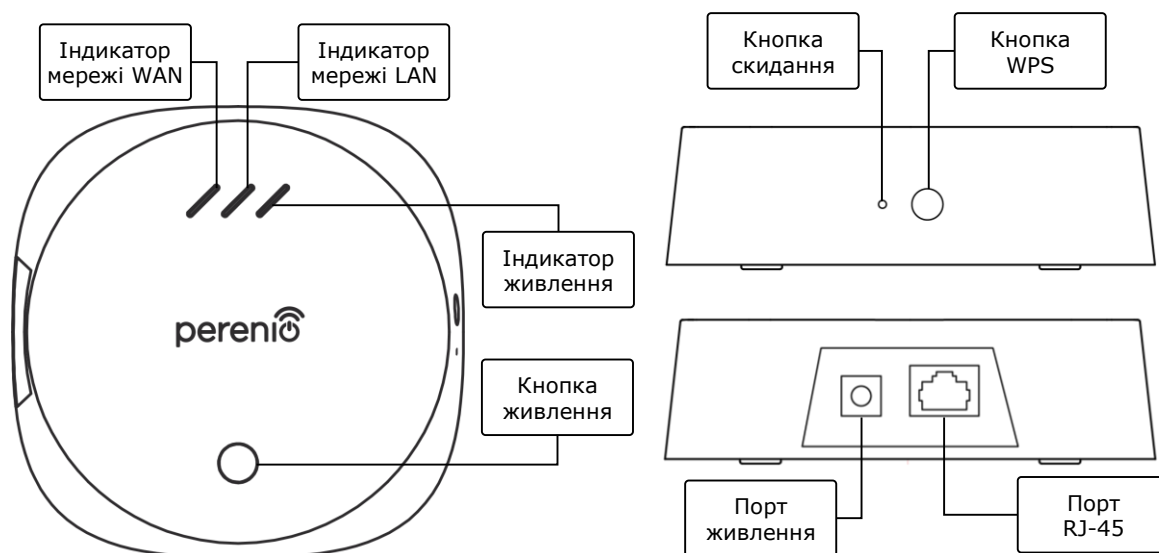 Індикатор
мережі WAN
Індикатор
мережі LAN
Індикатор
живлення
perenio
Кнопка
живлення
Кнопка
скидання
Кнопка
WPS
Порт
живлення
Порт
RJ-45